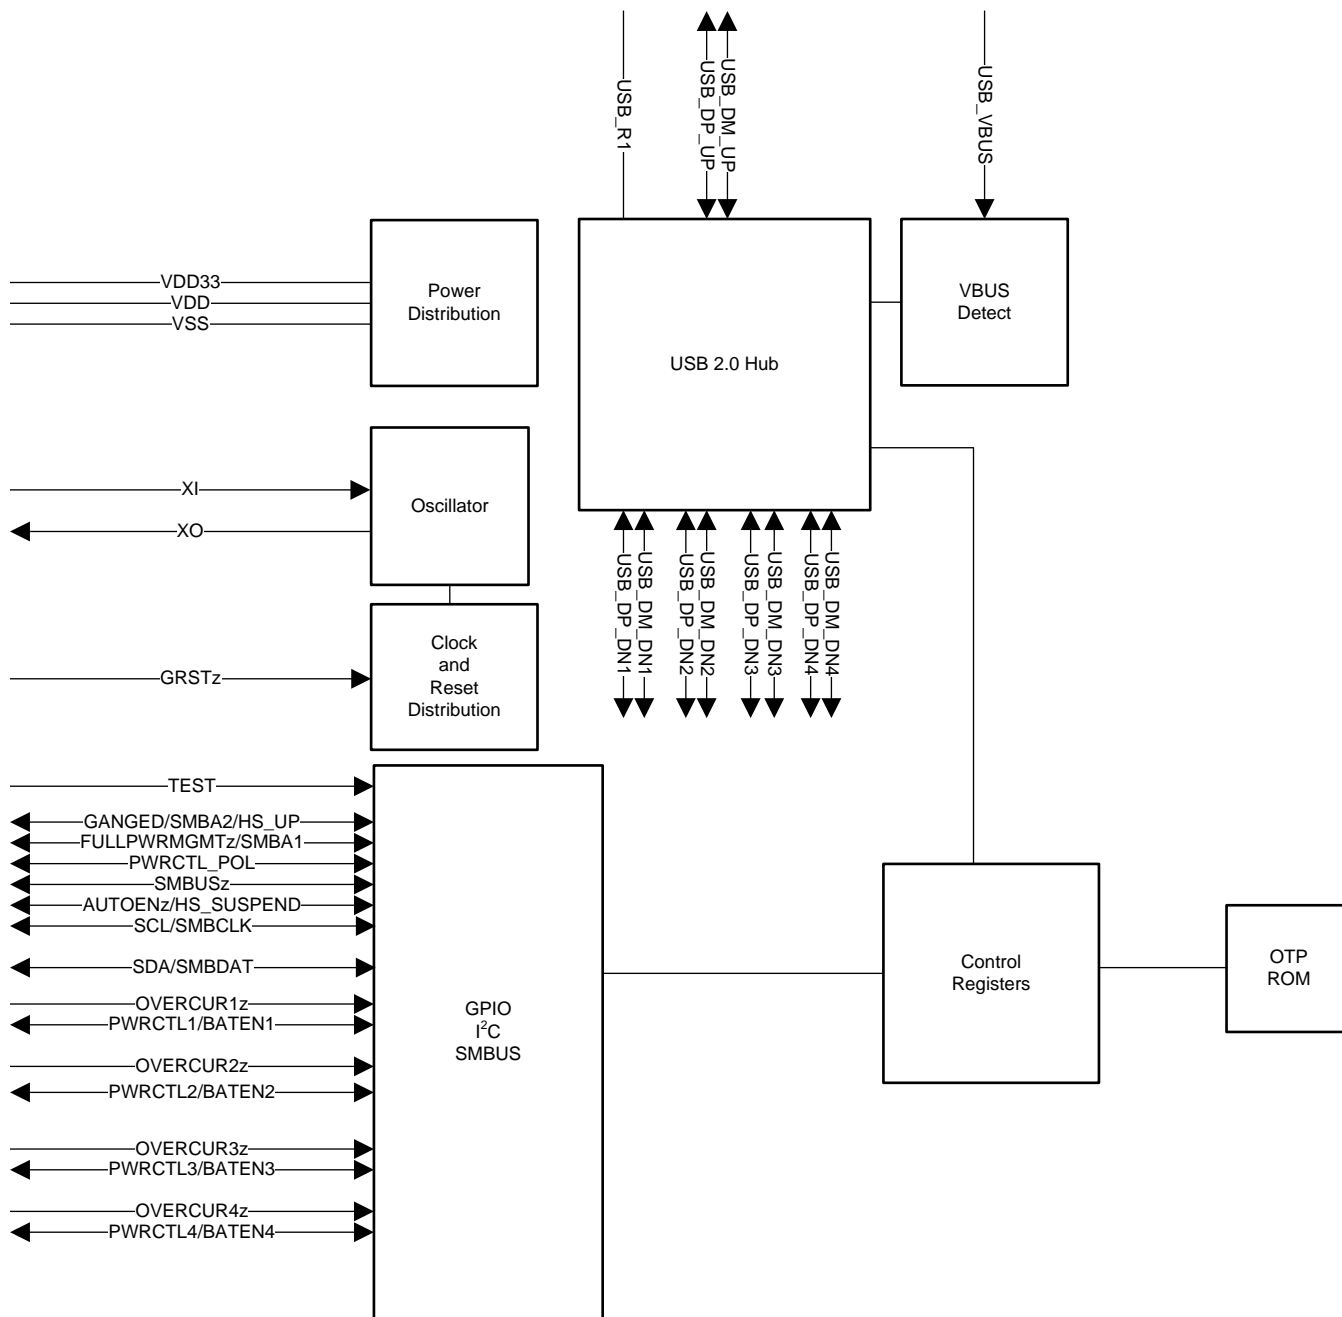 USB_R1
USB_DP_UP
USB_DM_UP
USB_VBUS
VDD33
VDD
VSS
Power
Distribution
USB 2.0 Hub
VBUS
Detect
XI
XO
Oscillator
USB_DP_DN1
USB_DM_DN1
USB_DP_DN2
USB_DM_DN2
USB_DP_DN3
USB_DM_DN3
USB_DP_DN4
USB_DM_DN4
GRSTz
Clock
and
Reset
Distribution
TEST
GANGED/SMBA2/HS_UP
FULLPWRMGMTz/SMBA1
PWRCTL_POL
SMBUSz
AUTOENz/HS_SUSPEND
SCL/SMBCLK
SDA/SMBDAT
OVERCUR1z
PWRCTL1/BATEN1
OVERCUR2z
PWRCTL2/BATEN2
OVERCUR3z
PWRCTL3/BATEN3
OVERCUR4z
PWRCTL4/BATEN4
GPIO
I²C
SMBUS
Control
Registers
OTP
ROM